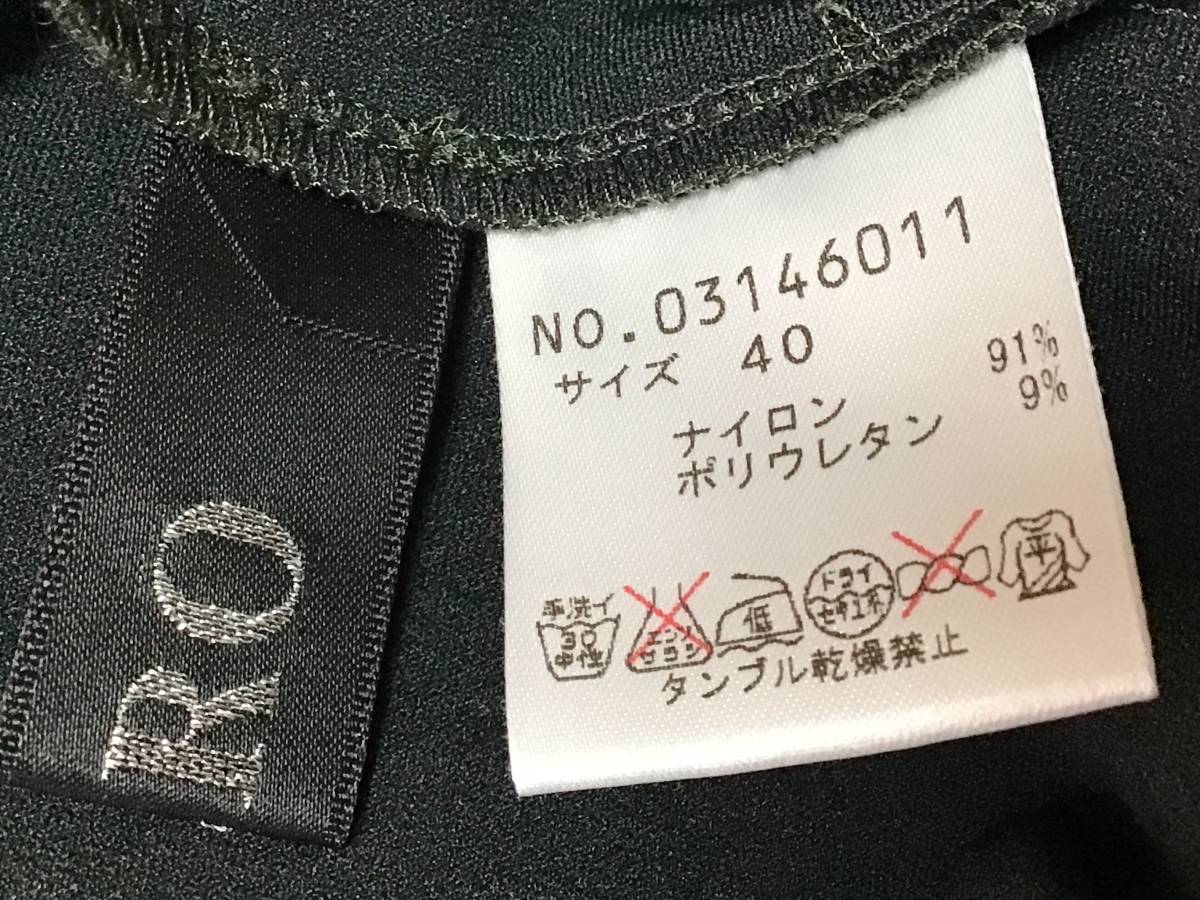 RO
NO.03146011
サイズ 40
ナイロン 91%
ポリウレタン 9%
手洗イ 30 中性
エンソサラシ
低
ドライ セキユ系
平
タンブル乾燥禁止